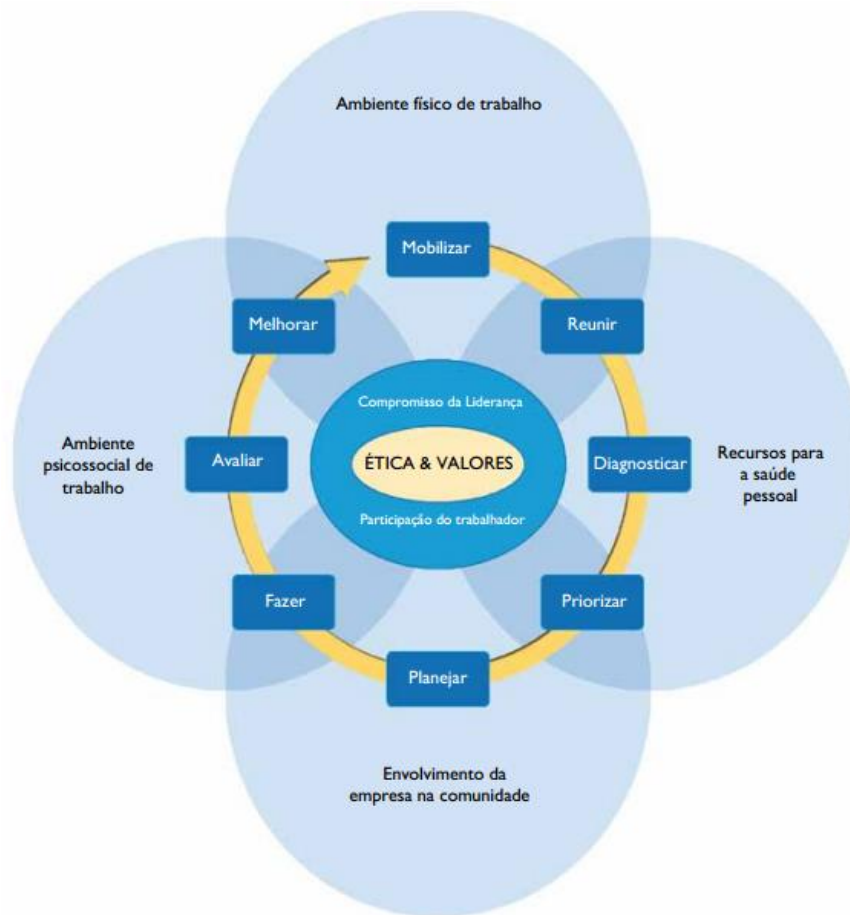 Ambiente físico de trabalho
Mobilizar
Melhorar
Reunir
Compromisso da Liderança
Ambiente
psicossocial de
trabalho
Avaliar
ÉTICA & VALORES
Diagnosticar
Recursos para
a saúde
pessoal
Participação do trabalhador
Fazer
Priorizar
Planejar
Envolvimento da
empresa na comunidade